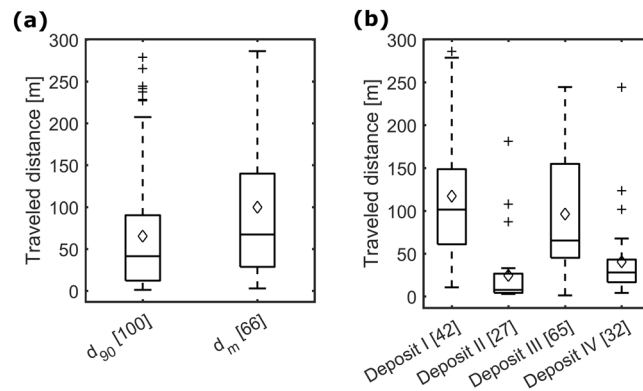 (a)
Traveled distance [m]
300
250
200
150
100
50
0
d90 [100]
dm [66]
(b)
Traveled distance [m]
300
250
200
150
100
50
0
Deposit I [42]
Deposit II [27]
Deposit III [65]
Deposit IV [32]